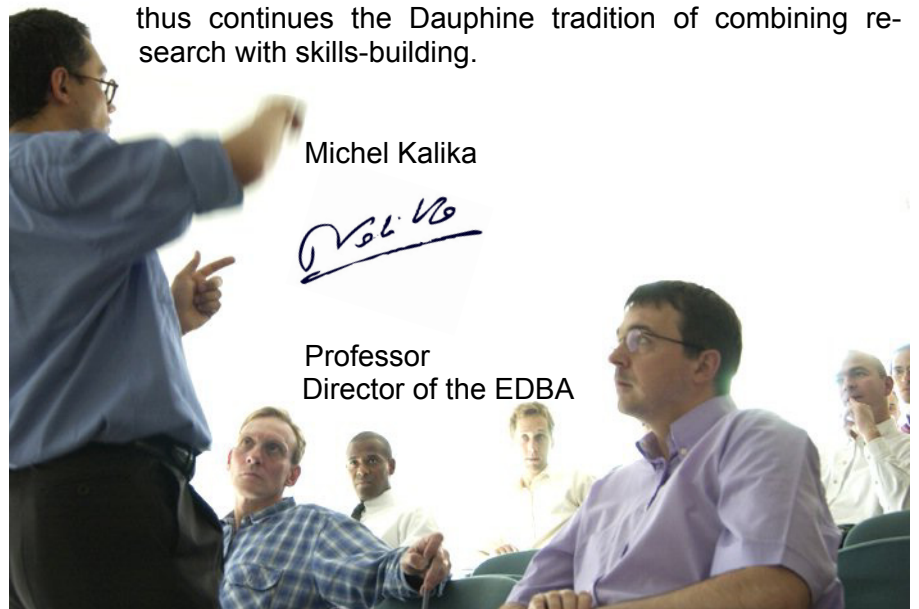 thus continues the Dauphine tradition of combining re-
search with skills-building.
Michel Kalika
Professor
Director of the EDBA